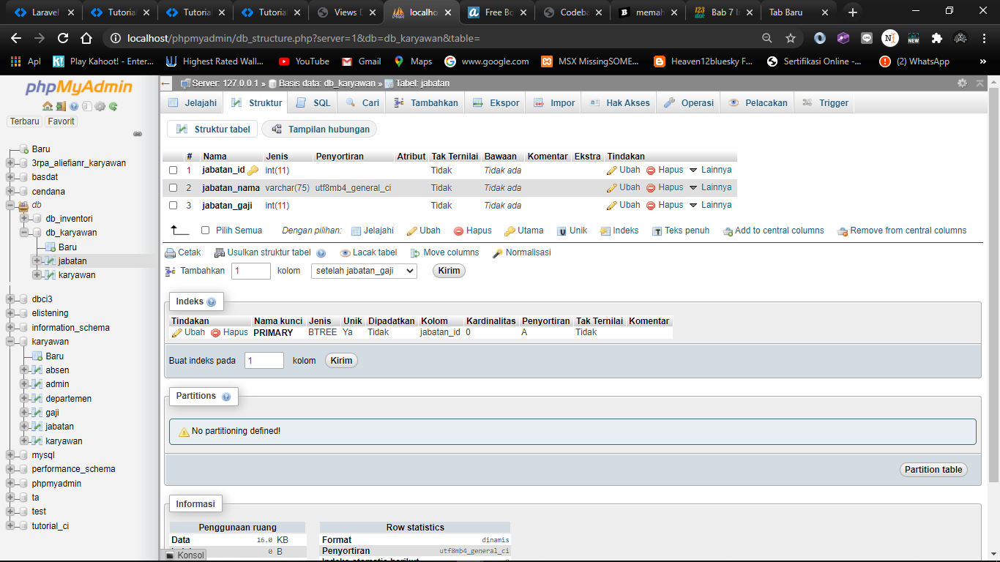 Laravel
Tutorial
Tutorial
Tutorial
Views D
localho
Free Bo
Codeba
memah
Bab 7 I
Tab Baru
localhost/phpmyadmin/db_structure.php?server=1&db=db_karyawan&table=
Apl
Play Kahoot! - Enter...
Highest Rated Wall...
YouTube
Gmail
Maps
www.google.com
MSX MissingSOME...
Heaven12bluesky F...
Sertifikasi Online -...
(2) WhatsApp
»
phpMyAdmin
Terbaru Favorit
Baru
3rpa_aliefianr_karyawan
basdat
cendana
db
db_inventori
db_karyawan
Baru
jabatan
karyawan
dbci3
elistening
information_schema
karyawan
Baru
absen
admin
departemen
gaji
jabatan
karyawan
mysql
performance_schema
phpmyadmin
ta
test
tutorial_ci
Server: 127.0.0.1 » Basis data: db_karyawan » Tabel: jabatan
Jelajahi Struktur SQL Cari Tambahkan Ekspor Impor Hak Akses Operasi Pelacakan Trigger
Struktur tabel Tampilan hubungan
# Nama Jenis Penyortiran Atribut Tak Ternilai Bawaan Komentar Ekstra Tindakan
1 jabatan_id int(11) Tidak Tidak ada Ubah Hapus Lainnya
2 jabatan_nama varchar(75) utf8mb4_general_ci Tidak Tidak ada Ubah Hapus Lainnya
3 jabatan_gaji int(11) Tidak Tidak ada Ubah Hapus Lainnya
Pilih Semua Dengan pilihan: Jelajahi Ubah Hapus Utama Unik Indeks Teks penuh Add to central columns Remove from central columns
Cetak Usulkan struktur tabel Lacak tabel Move columns Normalisasi
Tambahkan 1 kolom setelah jabatan_gaji Kirim
Indeks
Tindakan Nama kunci Jenis Unik Dipadatkan Kolom Kardinalitas Penyortiran Tak Ternilai Komentar
Ubah Hapus PRIMARY BTREE Ya Tidak jabatan_id 0 A Tidak
Buat indeks pada 1 kolom Kirim
Partitions
No partitioning defined!
Partition table
Informasi
Penggunaan ruang
Data 16.0 KB
0 B
Row statistics
Format dinamis
Penyortiran utf8mb4_general_ci
Konsol